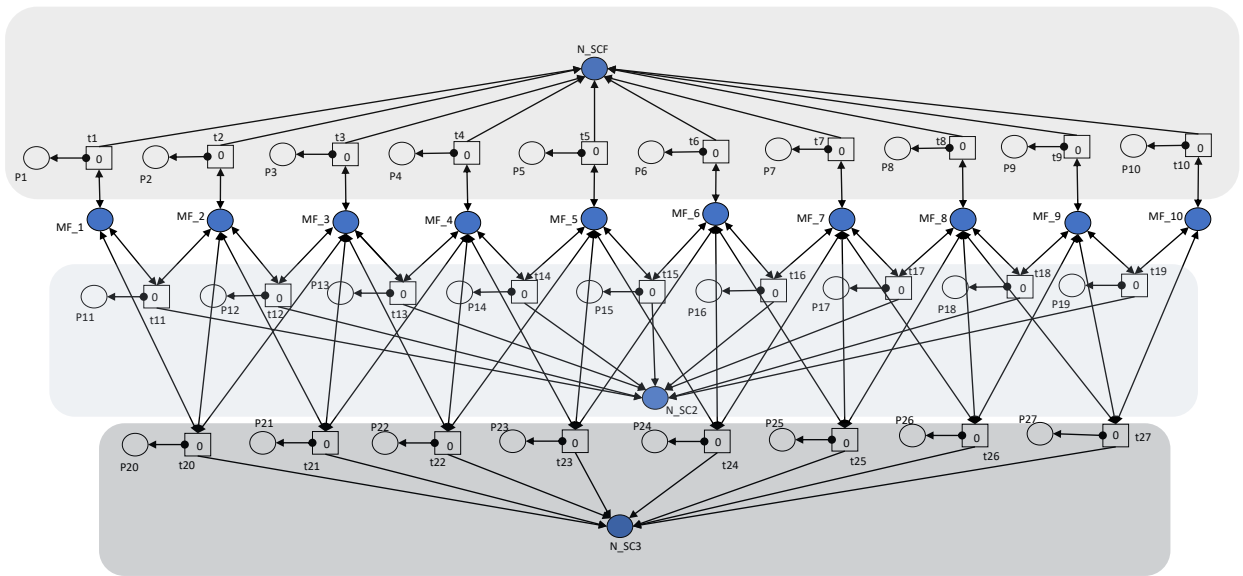 N_SCF
t1 t2 t3 t4 t5 t6 t7 t8 t9 t10
0 0 0 0 0 0 0 0 0 0
P1 P2 P3 P4 P5 P6 P7 P8 P9 P10
MF_1 MF_2 MF_3 MF_4 MF_5 MF_6 MF_7 MF_8 MF_9 MF_10
t14 t15 t16 t17 t18 t19
0 0 0 0 0 0 0 0 0
P11 P12 P13 P14 P15 P16 P17 P18 P19
t11 t12 t13
N_SC2
P21 P22 P23 P24 P25 P26 P27
0 0 0 0 0 0 0 0 t27
P20 t20 t21 t22 t23 t24 t25 t26
N_SC3